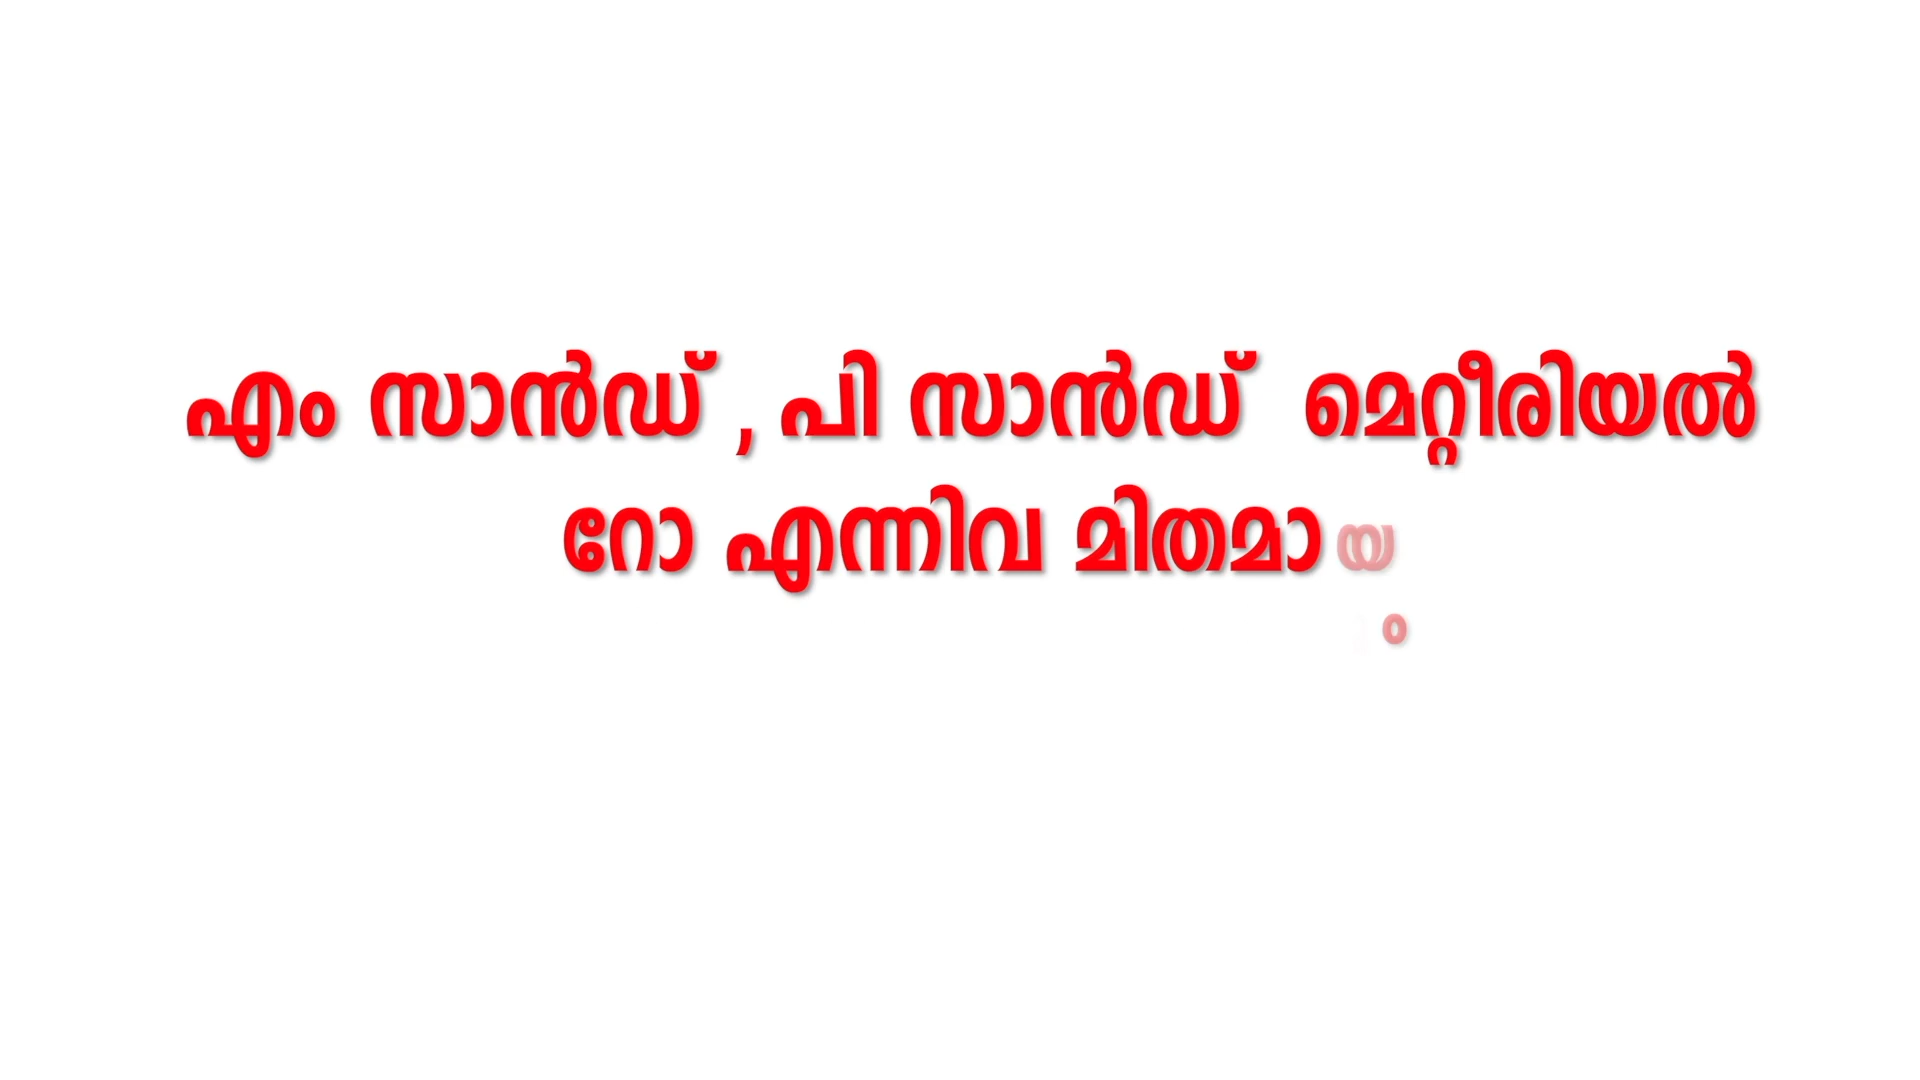 എം സാൻഡ് , പി സാൻഡ് മെറ്റീരിയൽ
റോ എന്നിവ മിതമായ
ം